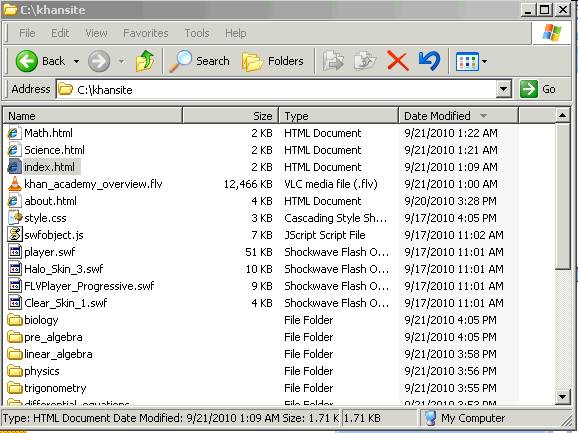 C:\khansite
File Edit View Favorites Tools Help
Back Search Folders
Address C:\khansite Go
Name Size Type Date Modified
Math.html 2 KB HTML Document 9/21/2010 1:22 AM
Science.html 2 KB HTML Document 9/21/2010 1:21 AM
index.html 2 KB HTML Document 9/21/2010 1:09 AM
khan_academy_overview.flv 12,466 KB VLC media file (.flv) 9/21/2010 1:00 AM
about.html 4 KB HTML Document 9/20/2010 3:28 PM
style.css 3 KB Cascading Style Sh... 9/17/2010 4:05 PM
swfobject.js 7 KB JScript Script File 9/17/2010 11:02 AM
player.swf 51 KB Shockwave Flash O... 9/17/2010 11:01 AM
Halo_Skin_3.swf 10 KB Shockwave Flash O... 9/17/2010 11:01 AM
FLVPlayer_Progressive.swf 9 KB Shockwave Flash O... 9/17/2010 11:01 AM
Clear_Skin_1.swf 4 KB Shockwave Flash O... 9/17/2010 11:01 AM
biology File Folder 9/21/2010 4:05 PM
pre_algebra File Folder 9/21/2010 4:05 PM
linear_algebra File Folder 9/21/2010 3:58 PM
physics File Folder 9/21/2010 3:56 PM
trigonometry File Folder 9/21/2010 3:55 PM
differential_equations File Folder 9/21/2010 3:53 PM
Type: HTML Document Date Modified: 9/21/2010 1:09 AM Size: 1.71 K 1.71 KB My Computer